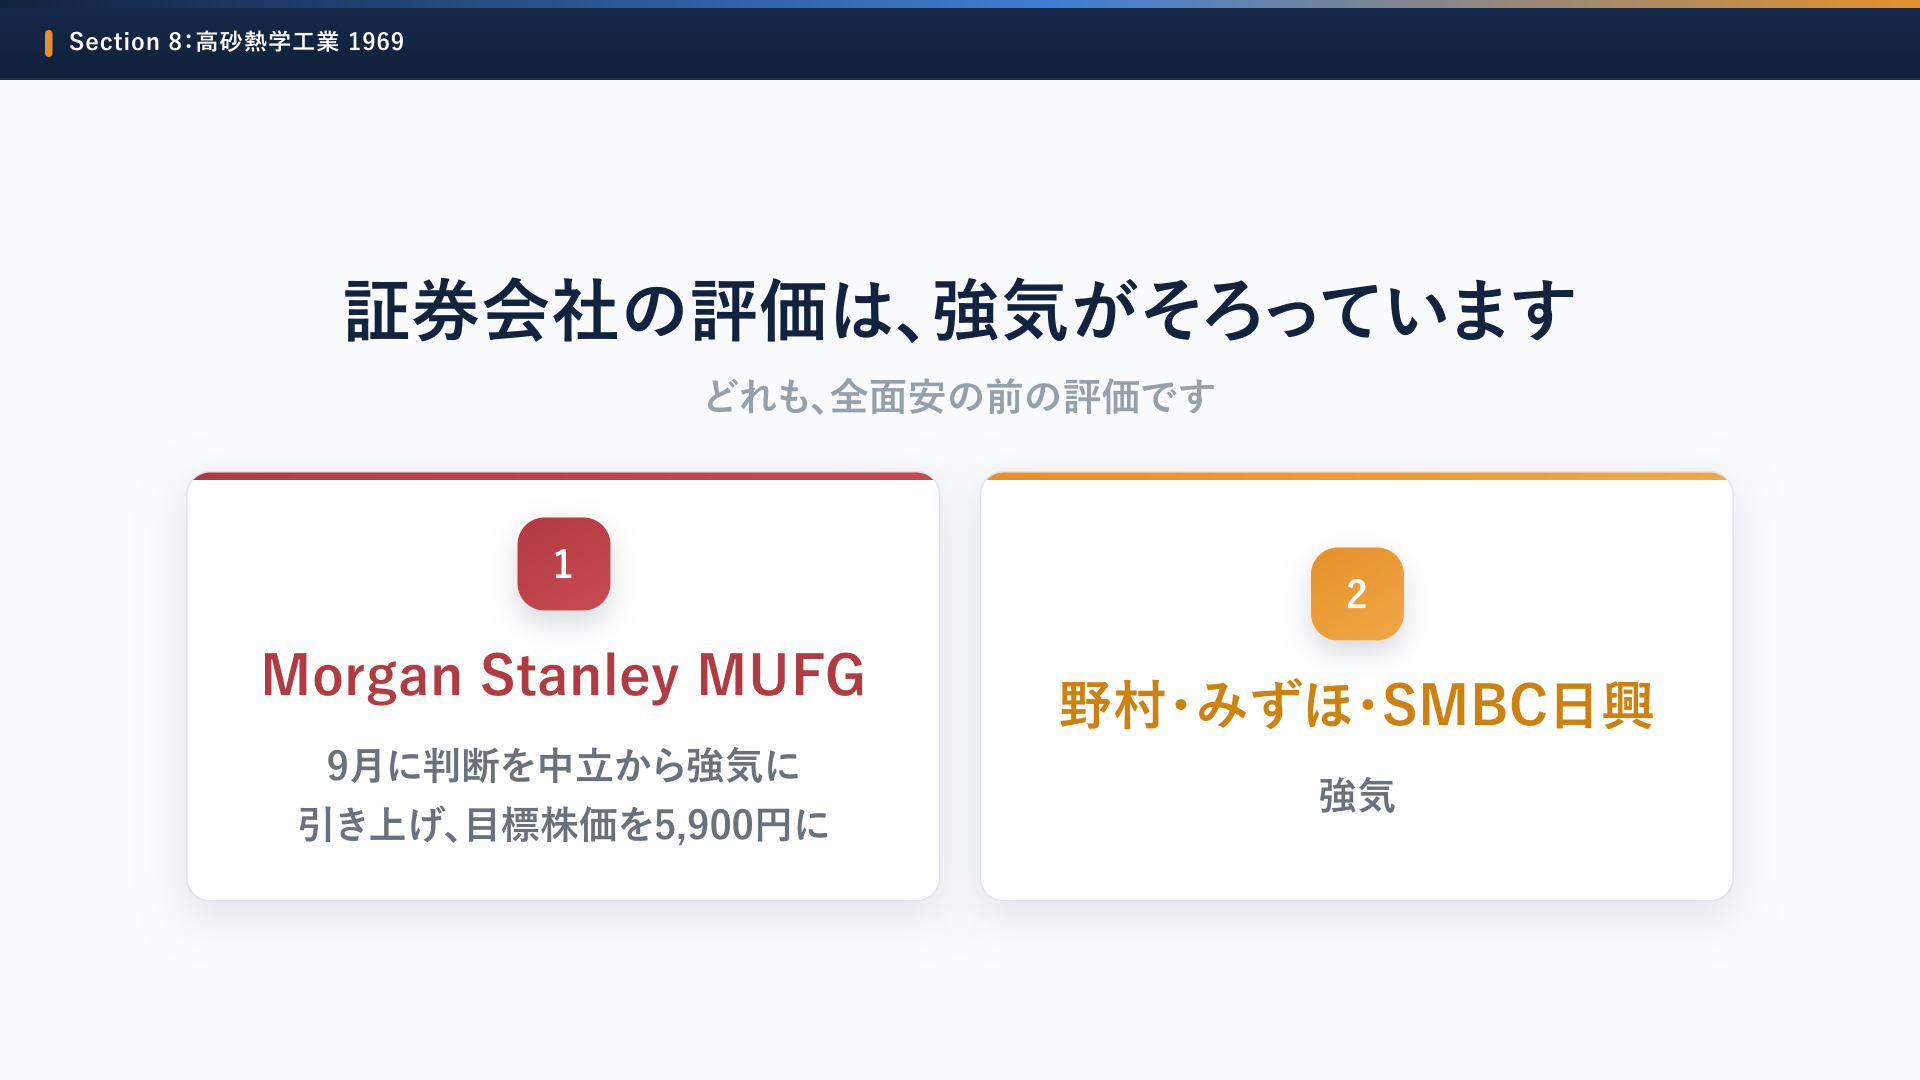 Section 8：高砂熱学工業 1969
証券会社の評価は、強気がそろっています
どれも、全面安の前の評価です
1
Morgan Stanley MUFG
9月に判断を中立から強気に
引き上げ、目標株価を5,900円に
2
野村・みずほ・SMBC日興
強気